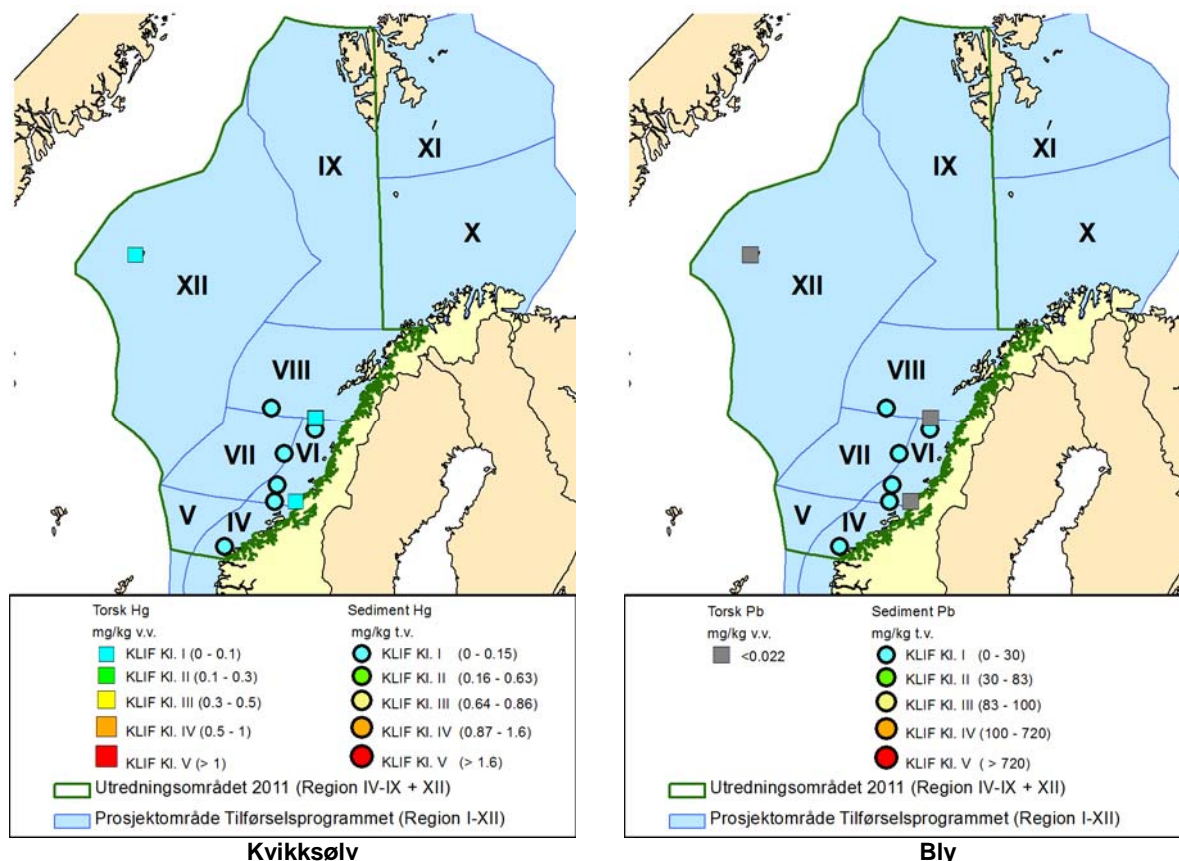 XI
IX
X
XII
VIII
VII
VI
V
IV
Torsk Hg
mg/kg v.v.
KLIF Kl. I (0 - 0.1)
KLIF Kl. II (0.1 - 0.3)
KLIF Kl. III (0.3 - 0.5)
KLIF Kl. IV (0.5 - 1)
KLIF Kl. V (> 1)
Sediment Hg
mg/kg t.v.
KLIF Kl. I (0 - 0.15)
KLIF Kl. II (0.16 - 0.63)
KLIF Kl. III (0.64 - 0.86)
KLIF Kl. IV (0.87 - 1.6)
KLIF Kl. V (> 1.6)
Utredningsområdet 2011 (Region IV-IX + XII)
Prosjektområde Tilførselsprogrammet (Region I-XII)
Kvikksølv
XI
IX
X
XII
VIII
VII
VI
V
IV
Torsk Pb
mg/kg v.v.
<0.022
Sediment Pb
mg/kg t.v.
KLIF Kl. I (0 - 30)
KLIF Kl. II (30 - 83)
KLIF Kl. III (83 - 100)
KLIF Kl. IV (100 - 720)
KLIF Kl. V ( > 720)
Utredningsområdet 2011 (Region IV-IX + XII)
Prosjektområde Tilførselsprogrammet (Region I-XII)
Bly